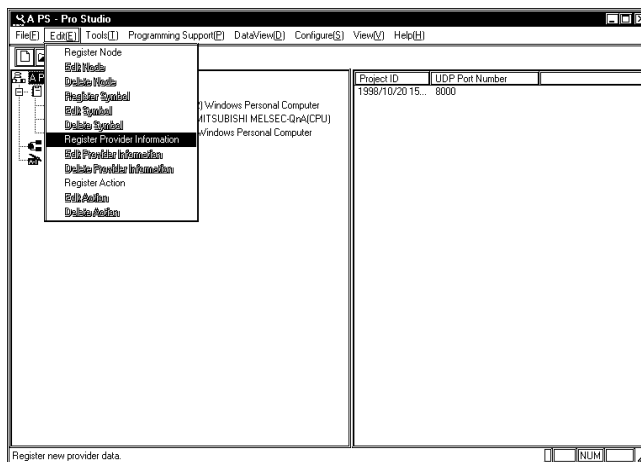 A PS - Pro Studio
File(F) Edit(E) Tools(T) Programming Support(P) DataView(D) Configure(S) View(V) Help(H)
Register Node
Edit Node
Delete Node
Register Symbol
Edit Symbol
Delete Symbol
Register Provider Information
Edit Provider Information
Delete Provider Information
Register Action
Edit Action
Delete Action
A P
) Windows Personal Computer
MITSUBISHI MELSEC-QnA(CPU)
Windows Personal Computer
Project ID UDP Port Number
1998/10/20 15... 8000
Register new provider data.
NUM